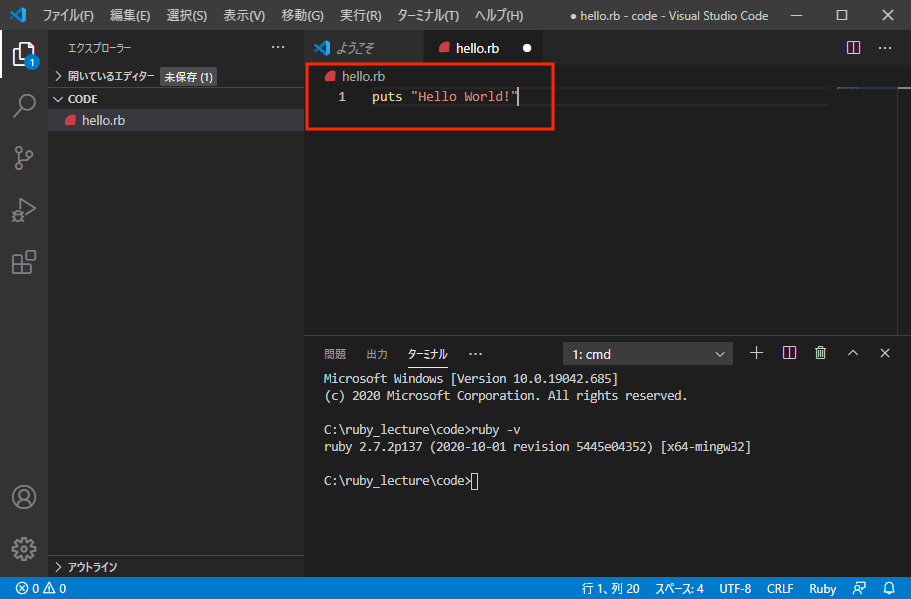 ファイル(F) 編集(E) 選択(S) 表示(V) 移動(G) 実行(R) ターミナル(T) ヘルプ(H) ● hello.rb - code - Visual Studio Code
エクスプローラー ···
開いているエディター 未保存 (1)
CODE
hello.rb
1
アウトライン
ようこそ hello.rb ●
hello.rb
1 puts "Hello World!"
問題 出力 ターミナル ··· 1: cmd
Microsoft Windows [Version 10.0.19042.685]
(c) 2020 Microsoft Corporation. All rights reserved.
C:\ruby_lecture\code>ruby -v
ruby 2.7.2p137 (2020-10-01 revision 5445e04352) [x64-mingw32]
C:\ruby_lecture\code>
0 0 行 1、列 20 スペース: 4 UTF-8 CRLF Ruby